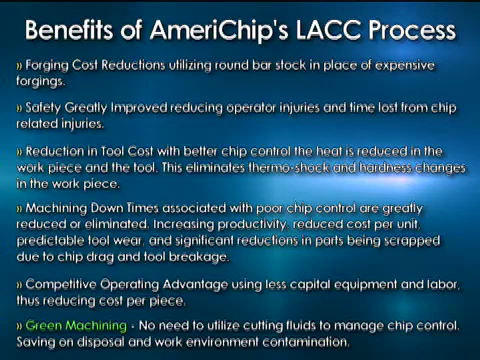 Benefits of AmeriChip's LACC Process
» Forging Cost Reductions utilizing round bar stock in place of expensive
forgings.
» Safety Greatly Improved reducing operator injuries and time lost from chip
related injuries.
» Reduction in Tool Cost with better chip control the heat is reduced in the
work piece and the tool. This eliminates thermo-shock and hardness changes
in the work piece.
» Machining Down Times associated with poor chip control are greatly
reduced or eliminated. Increasing productivity, reduced cost per unit,
predictable tool wear, and significant reductions in parts being scrapped
due to chip drag and tool breakage.
» Competitive Operating Advantage using less capital equipment and labor,
thus reducing cost per piece.
» Green Machining - No need to utilize cutting fluids to manage chip control.
Saving on disposal and work environment contamination.